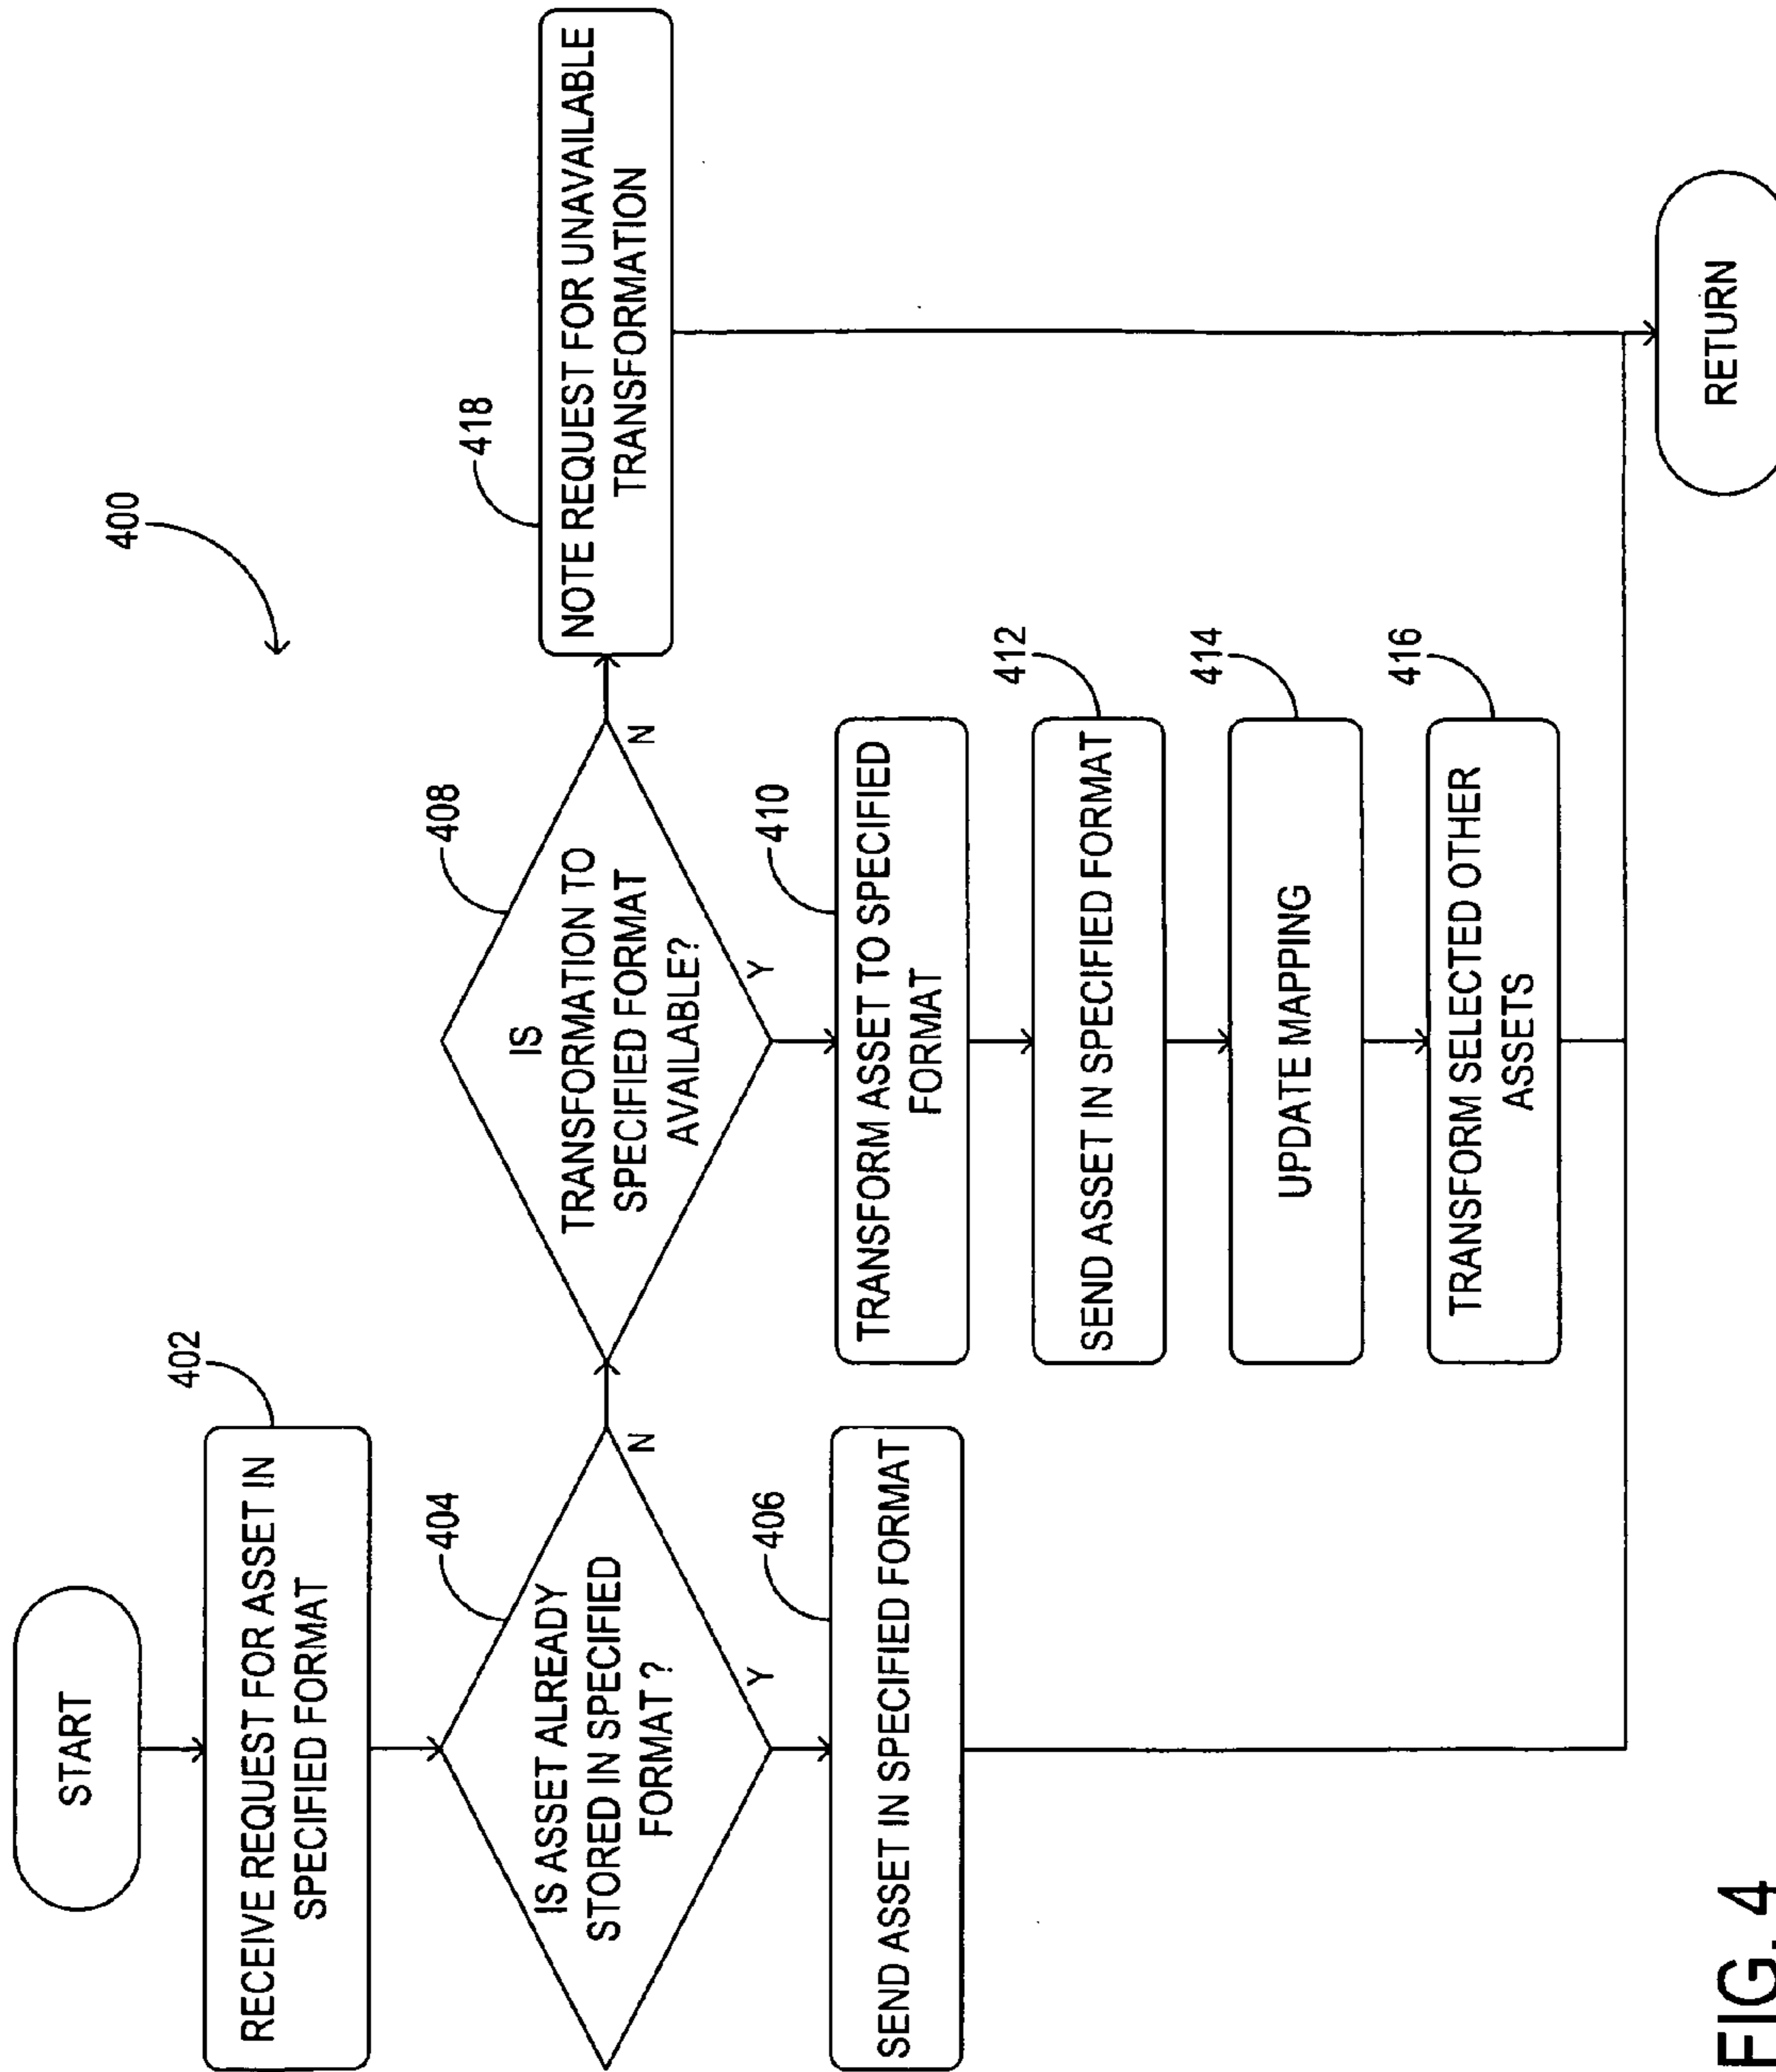 400
START
402
RECEIVE REQUEST FOR ASSET IN
SPECIFIED FORMAT
404
IS ASSET ALREADY
STORED IN SPECIFIED
FORMAT ?
N
Y
406
SEND ASSET IN SPECIFIED FORMAT
408
IS
TRANSFORMATION TO
SPECIFIED FORMAT
AVAILABLE?
N
Y
410
TRANSFORM ASSET TO SPECIFIED
FORMAT
412
SEND ASSET IN SPECIFIED FORMAT
414
UPDATE MAPPING
416
TRANSFORM SELECTED OTHER
ASSETS
418
NOTE REQUEST FOR UNAVAILABLE
TRANSFORMATION
RETURN
FIG. 4